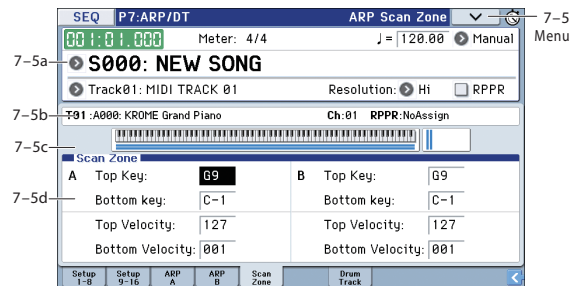 SEQ P7:ARP/DT ARP Scan Zone
7–5
Menu
001:01.000 Meter: 4/4 ♩= 120.00 Manual
7–5a
S000: NEW SONG
Track01: MIDI TRACK 01 Resolution: Hi RPPR
7–5b
T01 :A000: KROME Grand Piano Ch:01 RPPR:NoAssign
7–5c
Scan Zone
A Top Key: G9 B Top Key: G9
7–5d
Bottom key: C-1 Bottom key: C-1
Top Velocity: 127 Top Velocity: 127
Bottom Velocity: 001 Bottom Velocity: 001
Setup 1-8 Setup 9-16 ARP A ARP B Scan Zone Drum Track